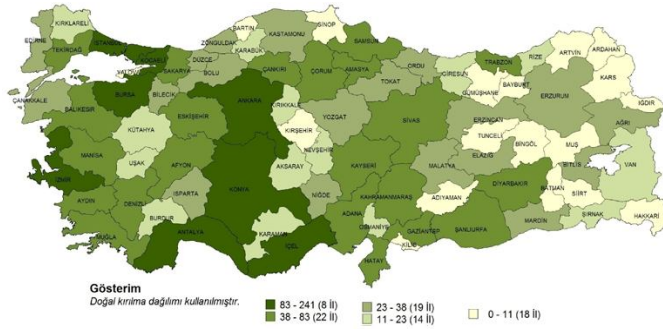 KIRKLARELİ
EDİRNE
TEKİRDAĞ
İSTANBUL
KOCAELİ
YALOVA
SAKARYA
DÜZCE
BOLU
ZONGULDAK
BARTIN
KARABÜK
KASTAMONU
SİNOP
SAMSUN
ÇANKIRI
ÇORUM
AMASYA
ORDU
TOKAT
GİRESUN
TRABZON
RİZE
ARTVİN
ARDAHAN
KARS
IĞDIR
GÜMÜŞHANE
BAYBURT
ERZURUM
AĞRI
ÇANAKKALE
BALIKESİR
BURSA
BİLECİK
ESKİŞEHİR
KÜTAHYA
ANKARA
KIRIKKALE
KIRŞEHİR
YOZGAT
SİVAS
ERZİNCAN
TUNCELİ
BİNGÖL
MUŞ
ELAZIĞ
BİTLİS
VAN
MANİSA
UŞAK
AFYON
NEVŞEHİR
AKSARAY
KAYSERİ
MALATYA
İZMİR
AYDIN
DENİZLİ
ISPARTA
BURDUR
KONYA
NİĞDE
KAHRAMANMARAŞ
ADIYAMAN
DİYARBAKIR
BATMAN
SİİRT
ŞIRNAK
HAKKARİ
MUĞLA
ANTALYA
KARAMAN
İÇEL
ADANA
OSMANİYE
GAZİANTEP
ŞANLIURFA
MARDİN
KİLİS
HATAY
Gösterim
Doğal kırılma dağılımı kullanılmıştır.
83 - 241 (8 İl)
38 - 83 (22 İl)
23 - 38 (19 İl)
11 - 23 (14 İl)
0 - 11 (18 İl)